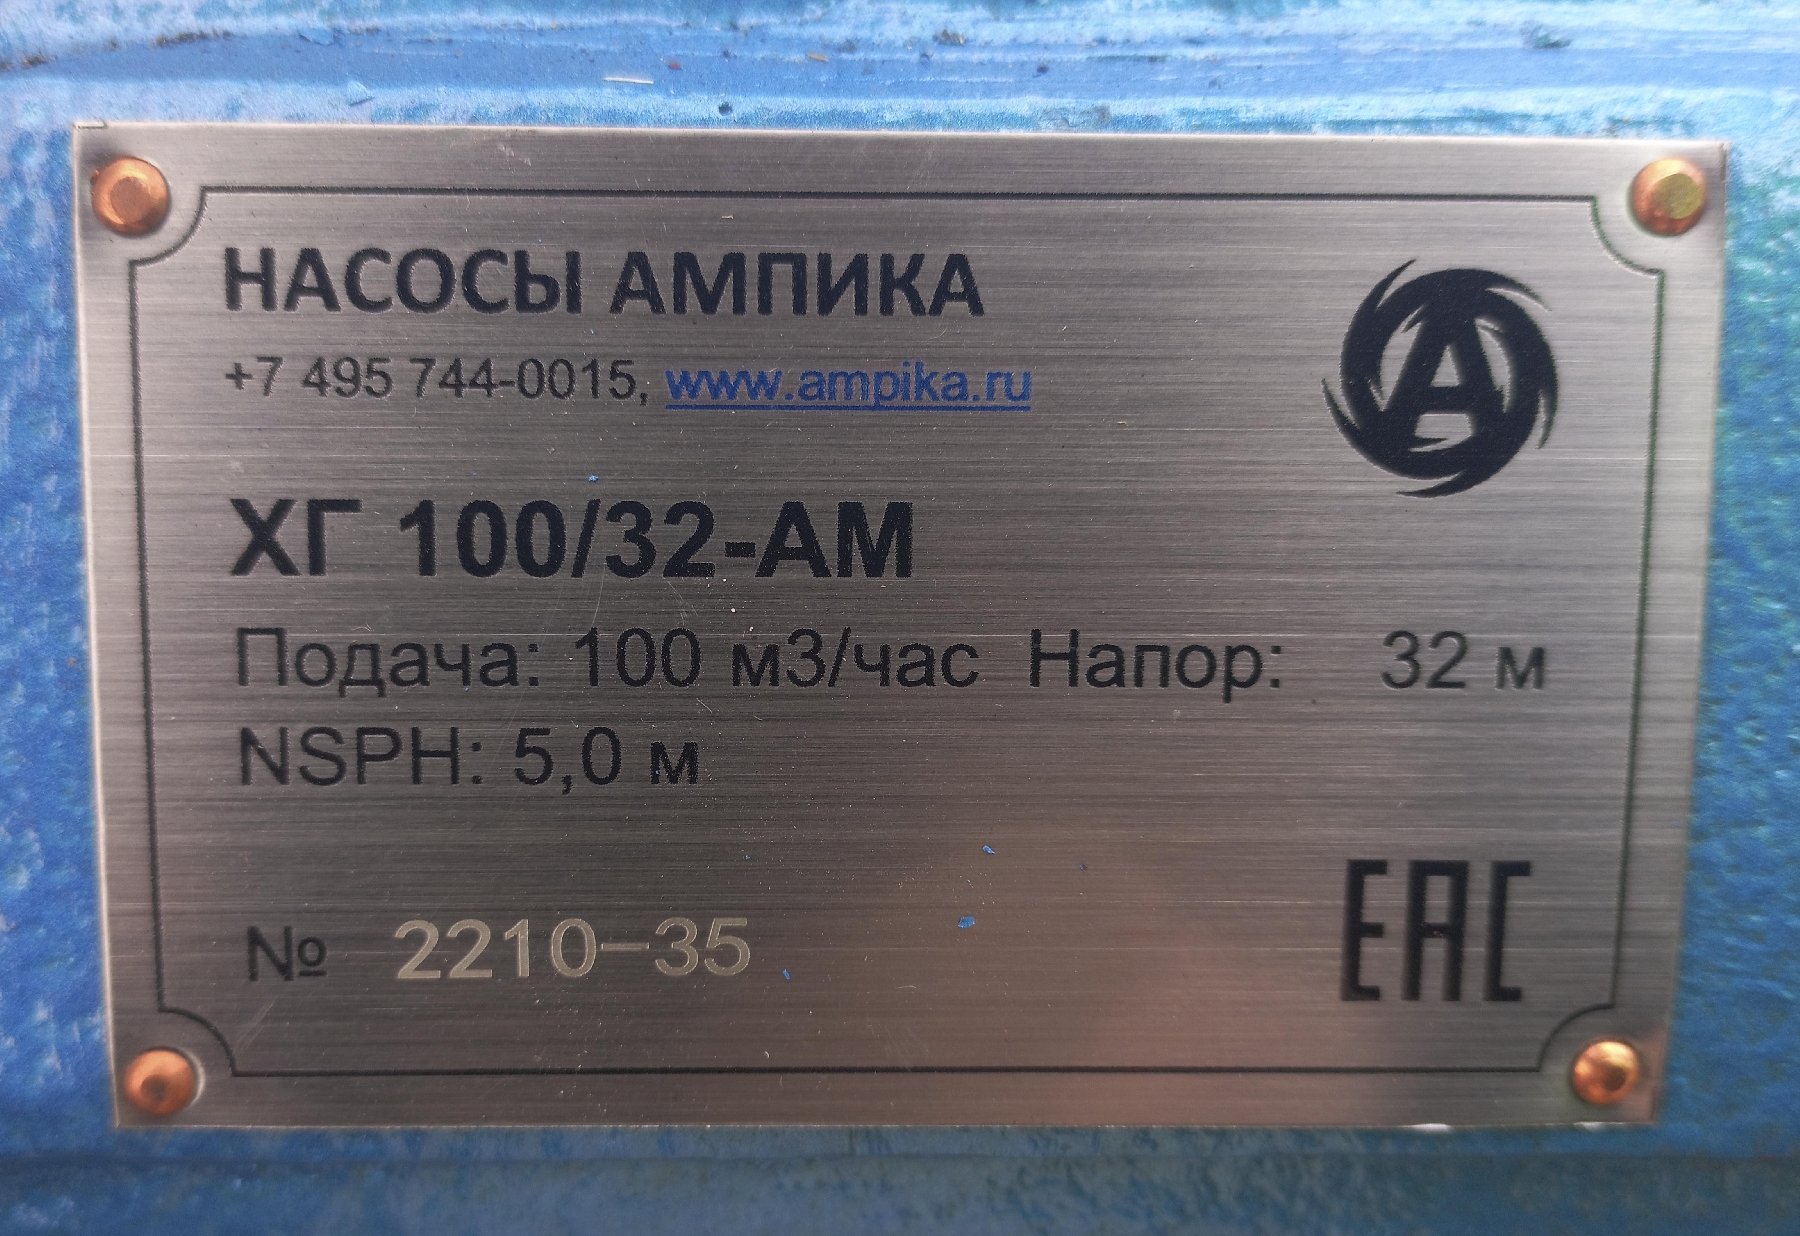 НАСОСЫ АМПИКА
+7 495 744-0015, www.ampika.ru
ХГ 100/32-АМ
Подача: 100 м3/час Напор: 32 м
NSPH: 5,0 м
№ 2210-35
EAC